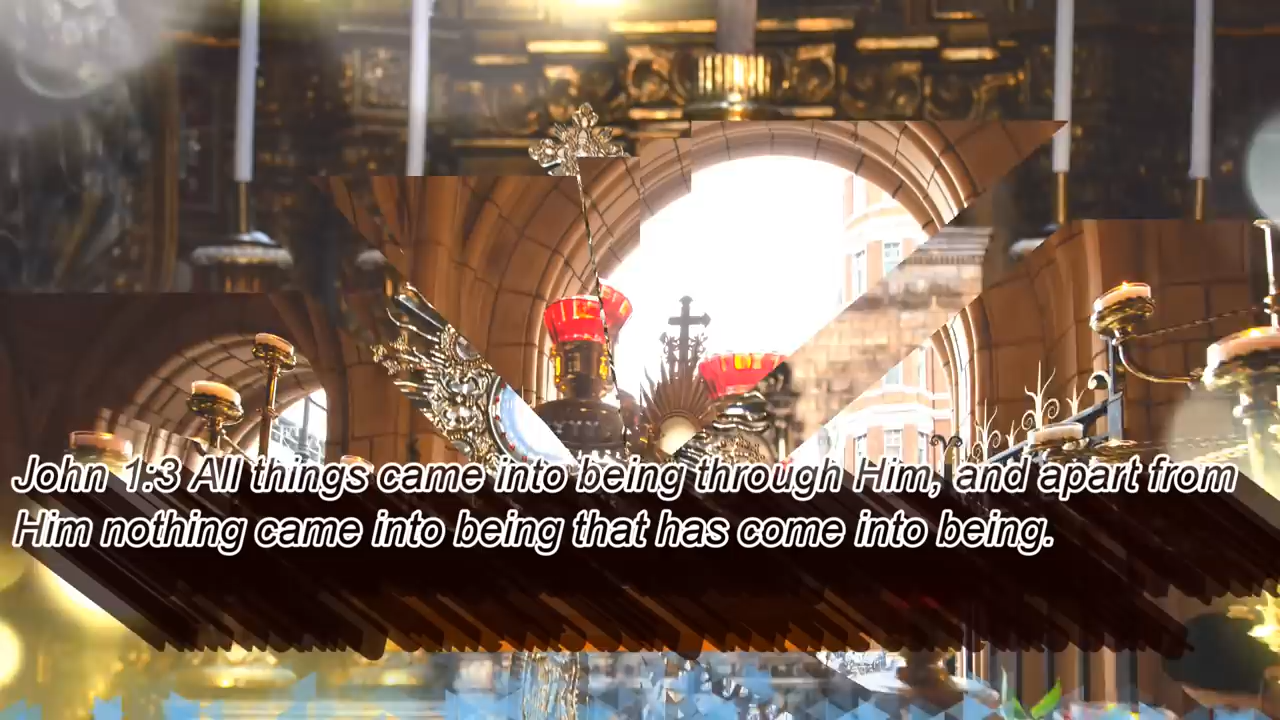 John 1:3 All things came into being through Him, and apart from
Him nothing came into being that has come into being.